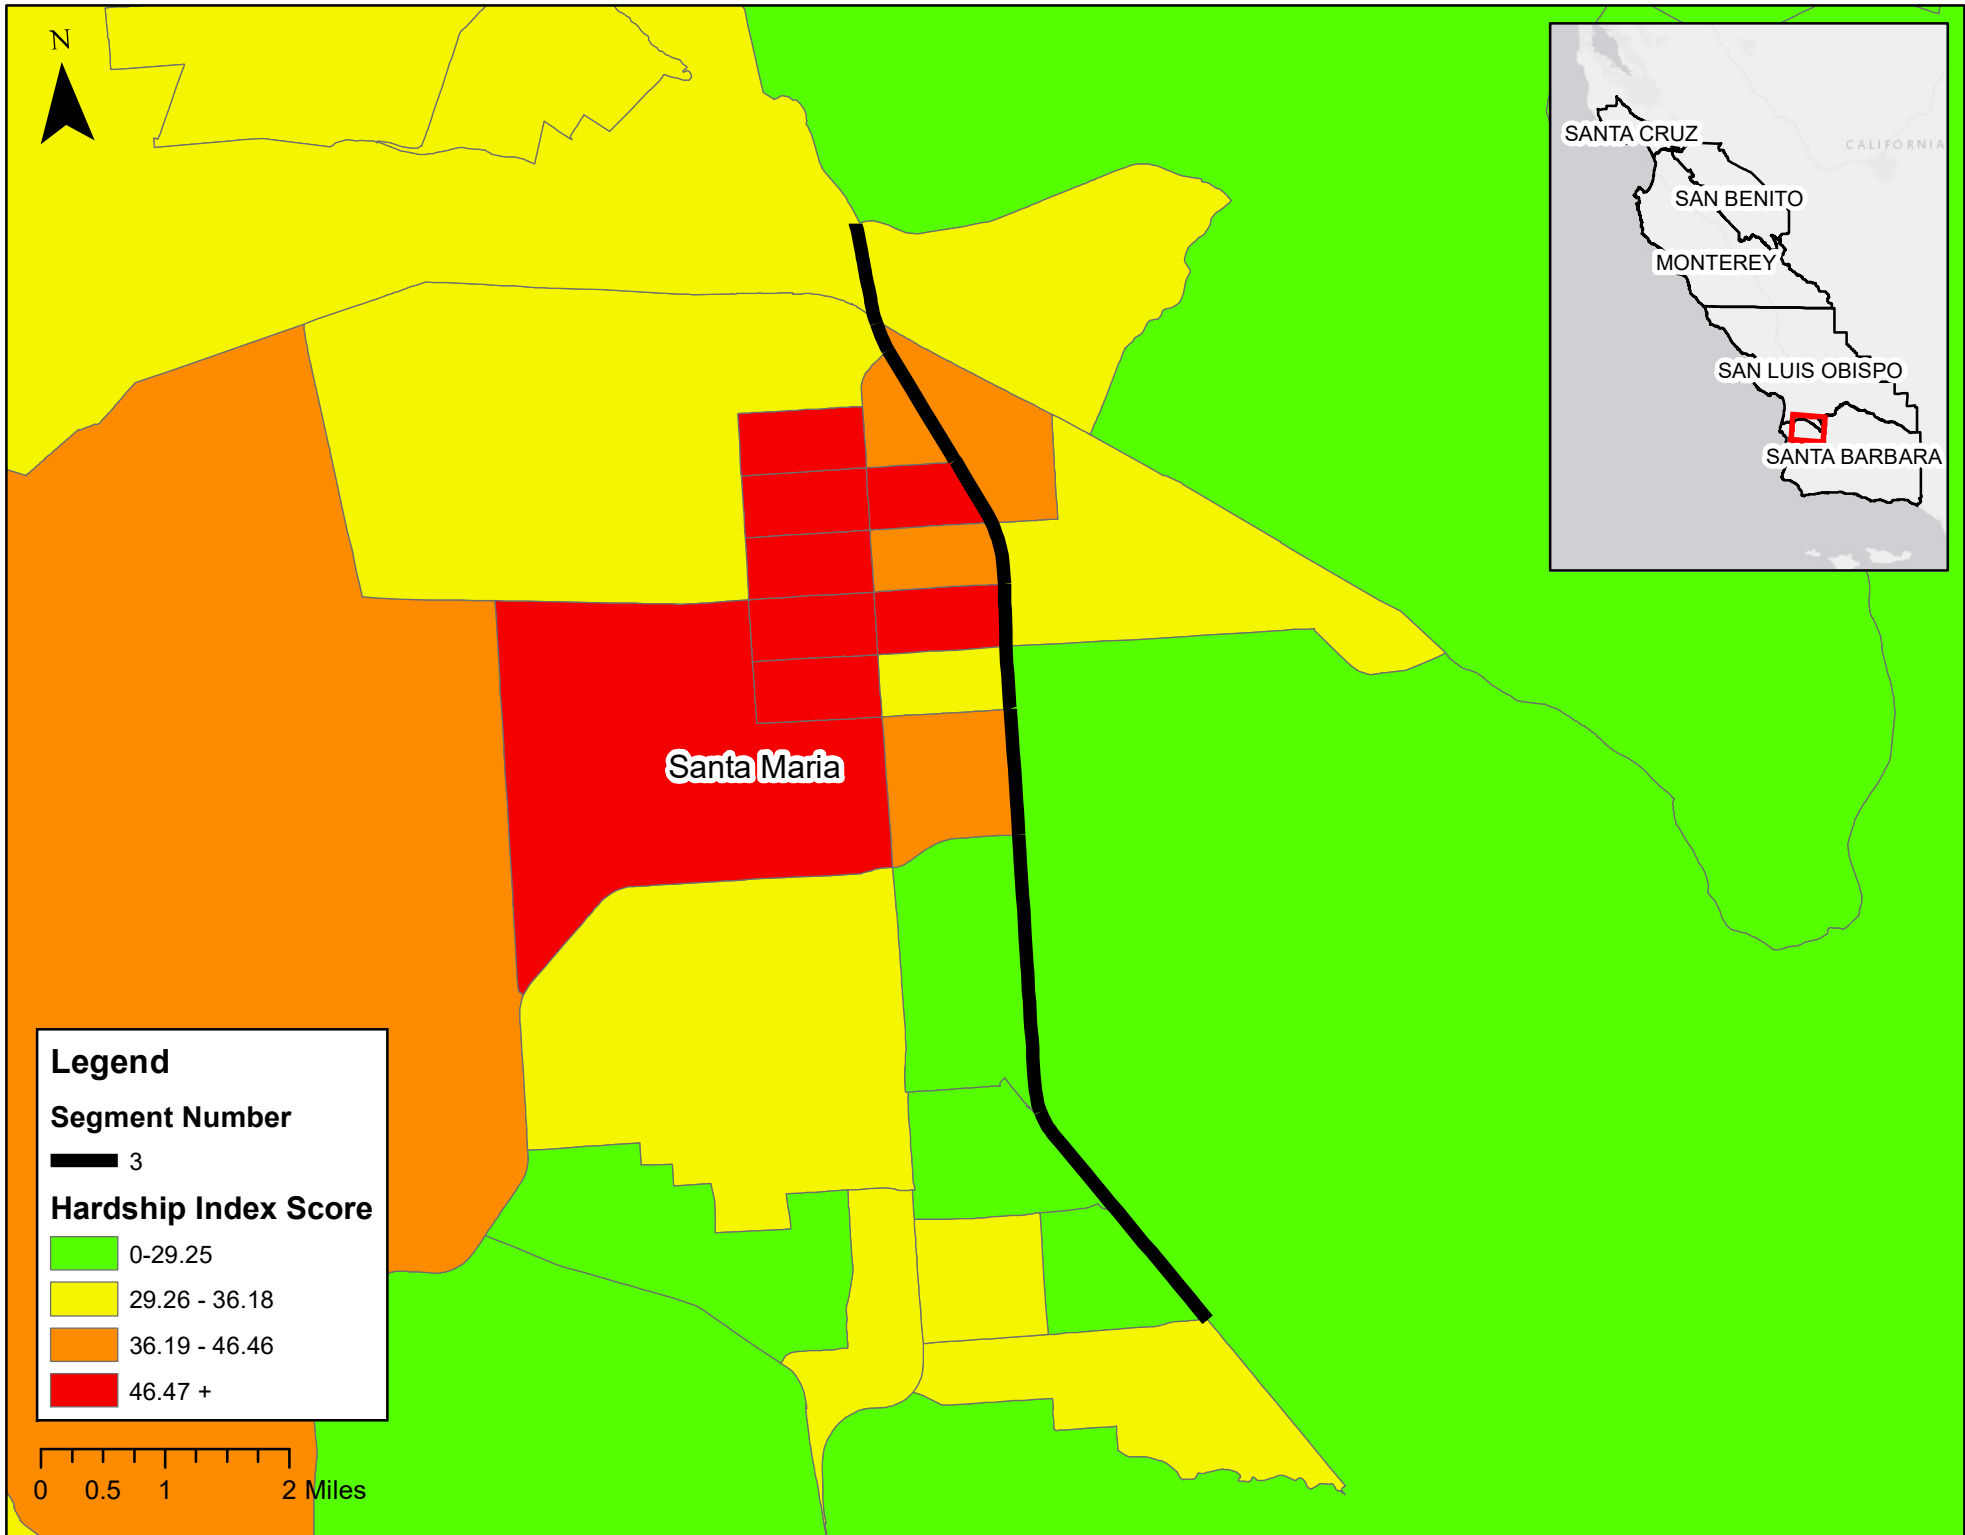 N
SANTA CRUZ
CALIFORNIA
SAN BENITO
MONTEREY
SAN LUIS OBISPO
SANTA BARBARA
Santa Maria
Legend
Segment Number
3
Hardship Index Score
0-29.25
29.26 - 36.18
36.19 - 46.46
46.47 +
0 0.5 1 2 Miles